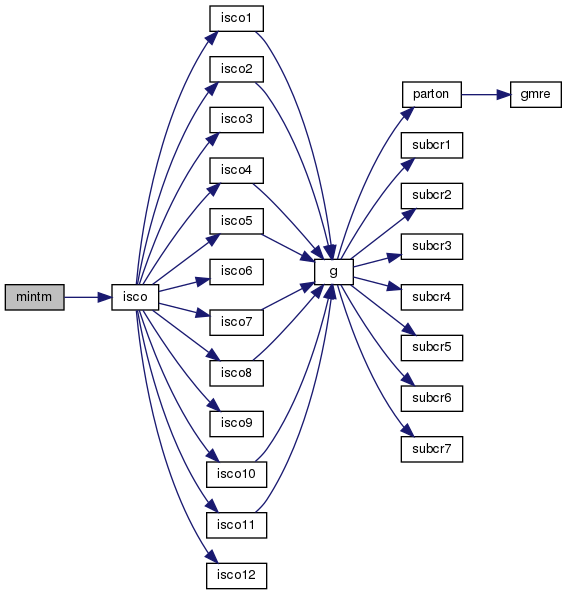 mintm
isco
isco1
isco2
isco3
isco4
isco5
isco6
isco7
isco8
isco9
isco10
isco11
isco12
g
parton
subcr1
subcr2
subcr3
subcr4
subcr5
subcr6
subcr7
gmre